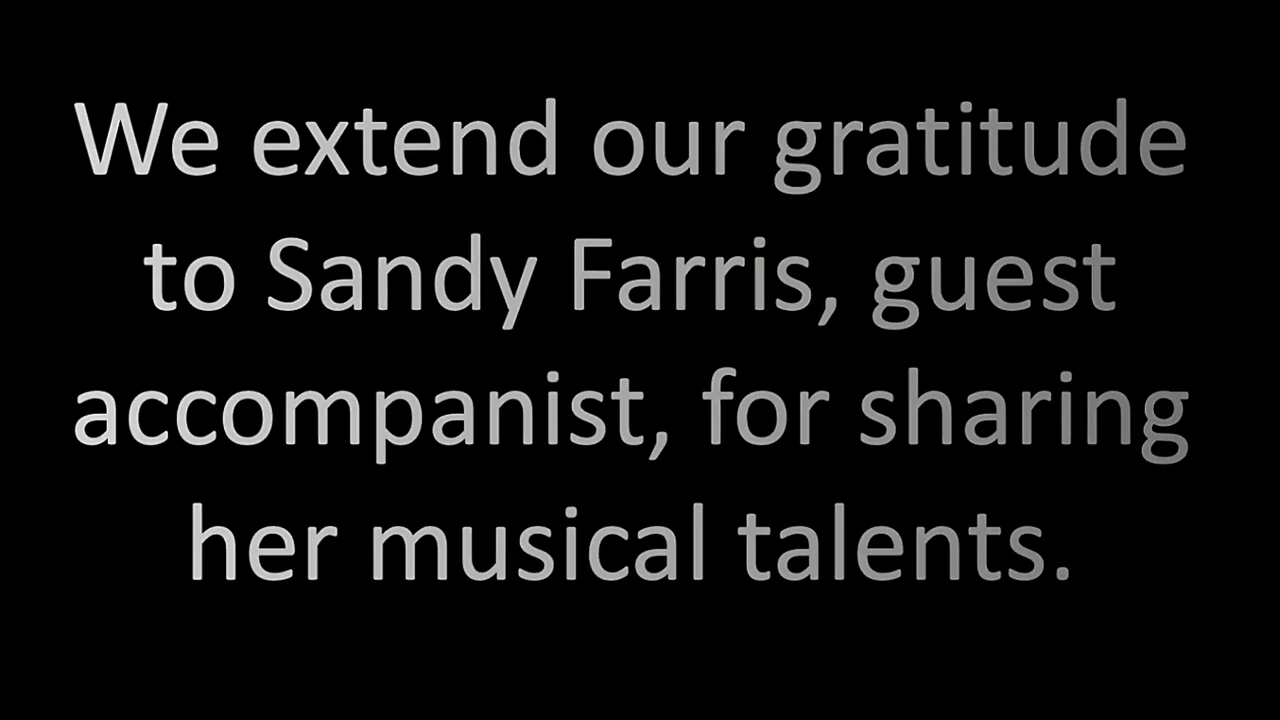 We extend our gratitude
to Sandy Farris, guest
accompanist, for sharing
her musical talents.